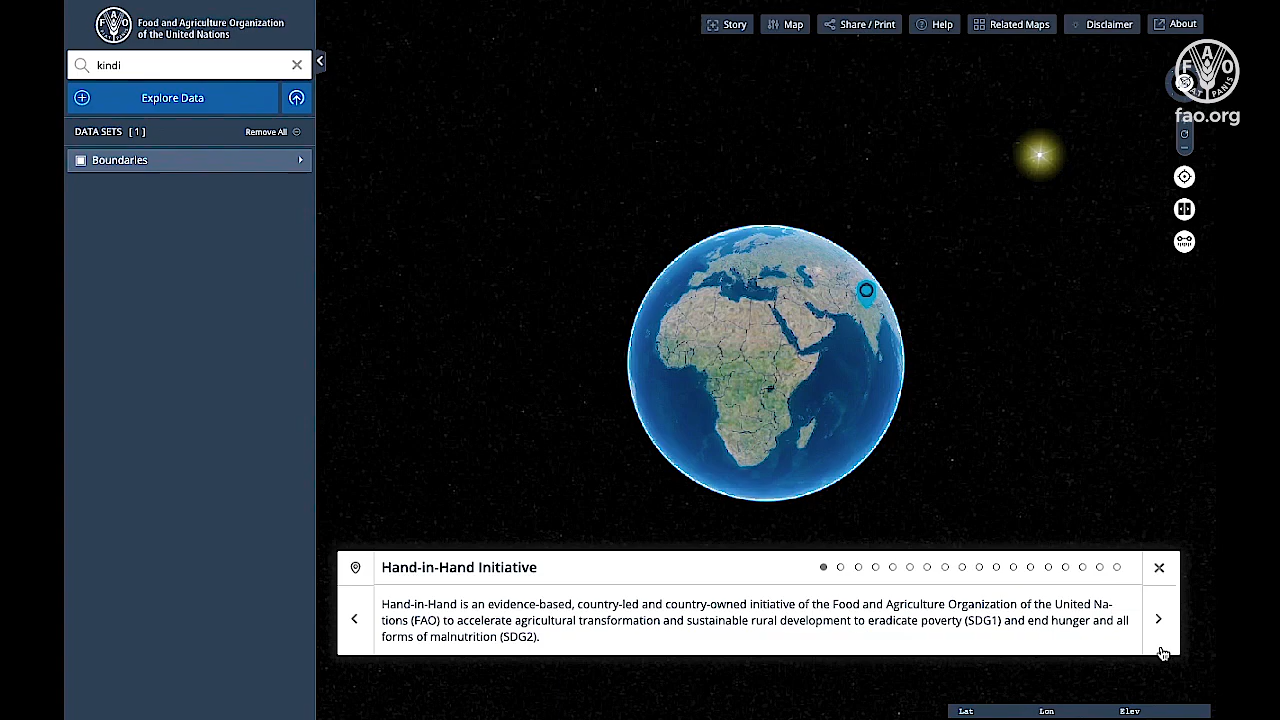 Food and Agriculture Organization
of the United Nations
Story
Map
Share / Print
Help
Related Maps
Disclaimer
About
kindi
Explore Data
DATA SETS [ 1 ]
Remove All
Boundaries
F A O
fao.org
Hand-in-Hand Initiative
Hand-in-Hand is an evidence-based, country-led and country-owned initiative of the Food and Agriculture Organization of the United Na-
tions (FAO) to accelerate agricultural transformation and sustainable rural development to eradicate poverty (SDG1) and end hunger and all
forms of malnutrition (SDG2).
Lat
Lon
Elev